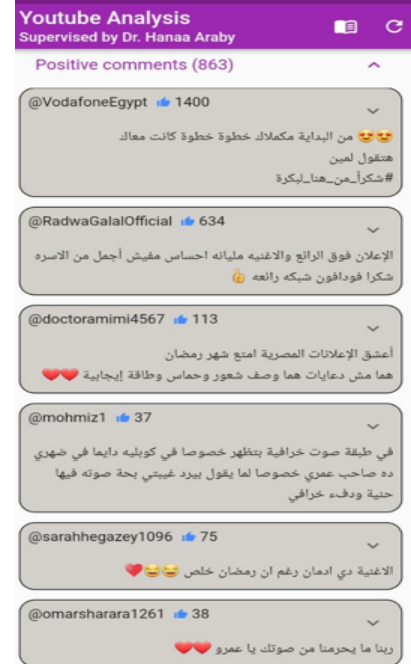 Youtube Analysis
Supervised by Dr. Hanaa Araby
Positive comments (863)
@VodafoneEgypt 👍 1400
😍😍 من البداية مكملاك خطوة خطوة كانت معاك
هتقول لمين
#شكراً_من_هنا_لبكرة
@RadwaGalalOfficial 👍 634
الإعلان فوق الرائع والاغنيه مليانه احساس مفيش أجمل من الاسره
شكرا فودافون شبكه رائعه 👍
@doctoramimi4567 👍 113
أعشق الإعلانات المصرية امتع شهر رمضان
هما مش دعايات هما وصف شعور وحماس وطاقة إيجابية ❤️❤️
@mohmiz1 👍 37
في طبقة صوت خرافية بتظهر خصوصا في كوبليه دايما في ضهري
ده صاحب عمري خصوصا لما يقول بيرد غيبتي بحة صوته فيها
حنية ودفء خرافي
@sarahhegazey1096 👍 75
الاغنية دي ادمان رغم ان رمضان خلص 😂😂❤️
@omarsharara1261 👍 38
ربنا ما يحرمنا من صوتك يا عمرو ❤️❤️